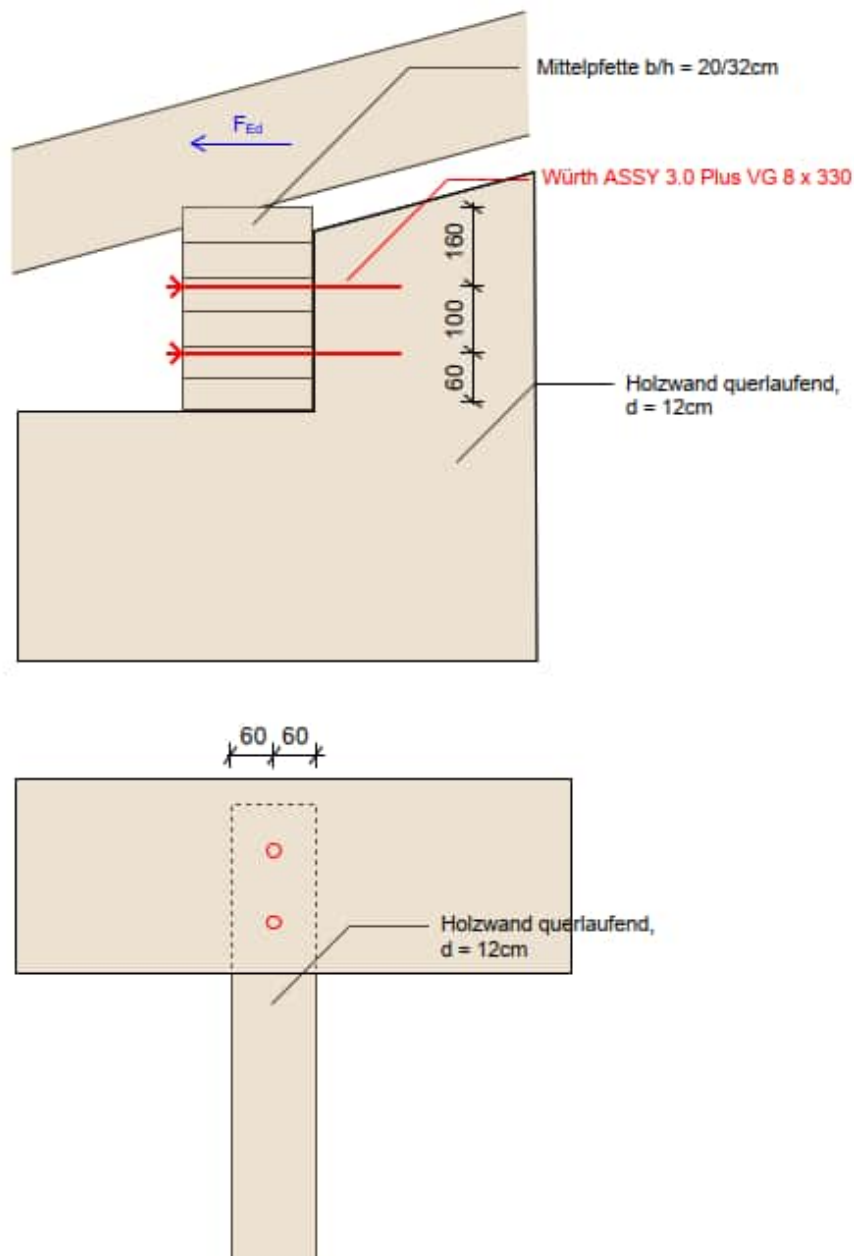 Mittelpfette b/h = 20/32cm
FEd
Würth ASSY 3.0 Plus VG 8 x 330
160
100
60
Holzwand querlaufend,
d = 12cm
60 60
Holzwand querlaufend,
d = 12cm